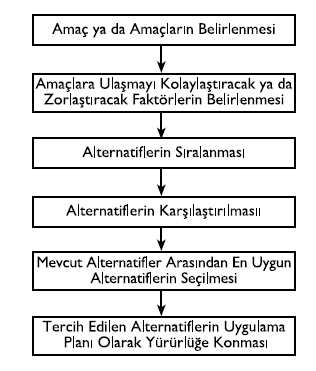 Amaç ya da Amaçların Belirlenmesi
Amaçlara Ulaşmayı Kolaylaştıracak ya da
Zorlaştıracak Faktörlerin Belirlenmesi
Alternatiflerin Sıralanması
Alternatiflerin Karşılaştırılmasıı
Mevcut Alternatifler Arasından En Uygun
Alternatiflerin Seçilmesi
Tercih Edilen Alternatiflerin Uygulama
Planı Olarak Yürürlüğe Konması